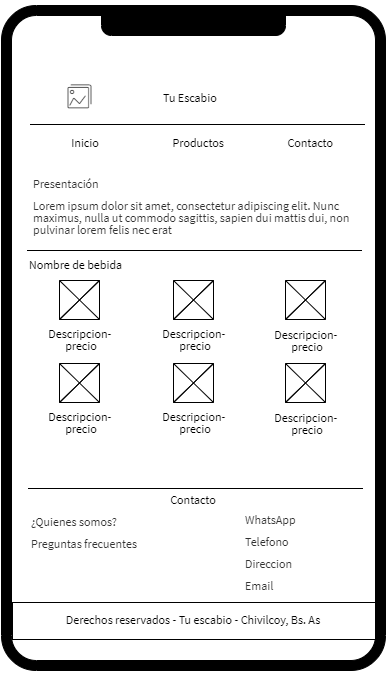 Tu Escabio
Inicio Productos Contacto
Presentación
Lorem ipsum dolor sit amet, consectetur adipiscing elit. Nunc
maximus, nulla ut commodo sagittis, sapien dui mattis dui, non
pulvinar lorem felis nec erat
Nombre de bebida
Descripcion-
precio
Descripcion-
precio
Descripcion-
precio
Descripcion-
precio
Descripcion-
precio
Descripcion-
precio
Contacto
¿Quienes somos?
Preguntas frecuentes
WhatsApp
Telefono
Direccion
Email
Derechos reservados - Tu escabio - Chivilcoy, Bs. As